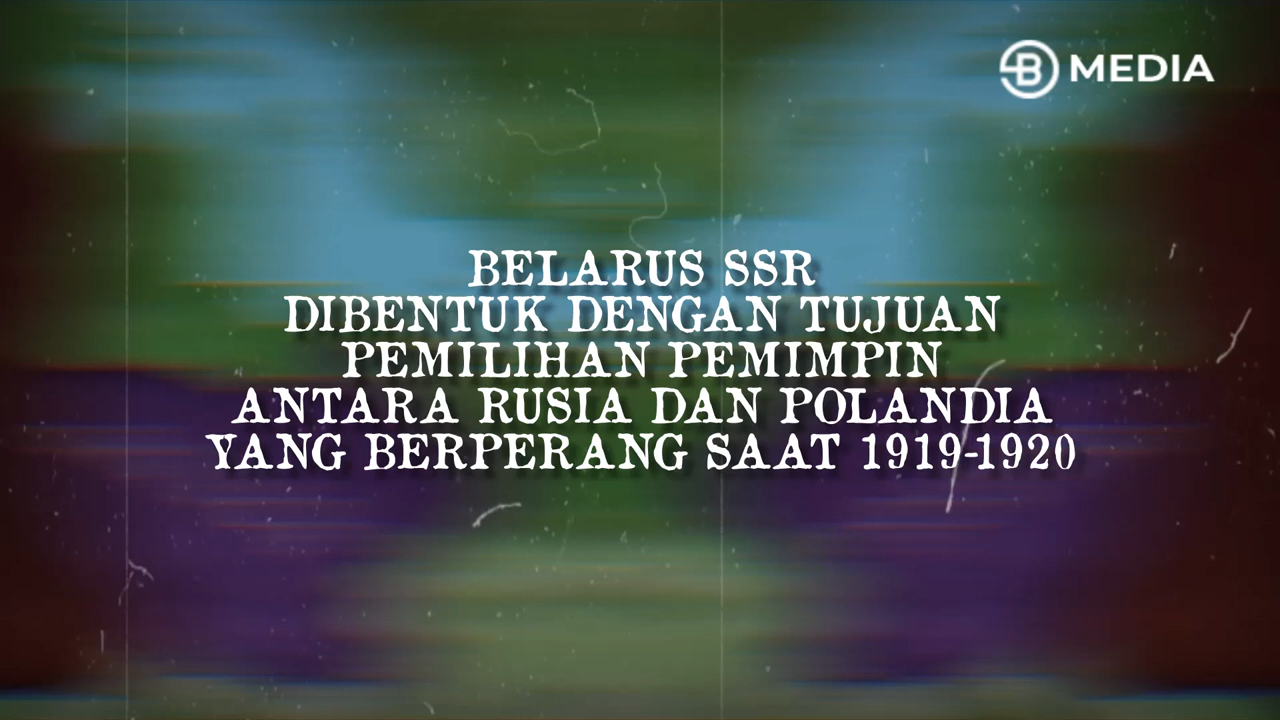 B MEDIA
BELARUS SSR
DIBENTUK DENGAN TUJUAN
PEMILIHAN PEMIMPIN
ANTARA RUSIA DAN POLANDIA
YANG BERPERANG SAAT 1919-1920